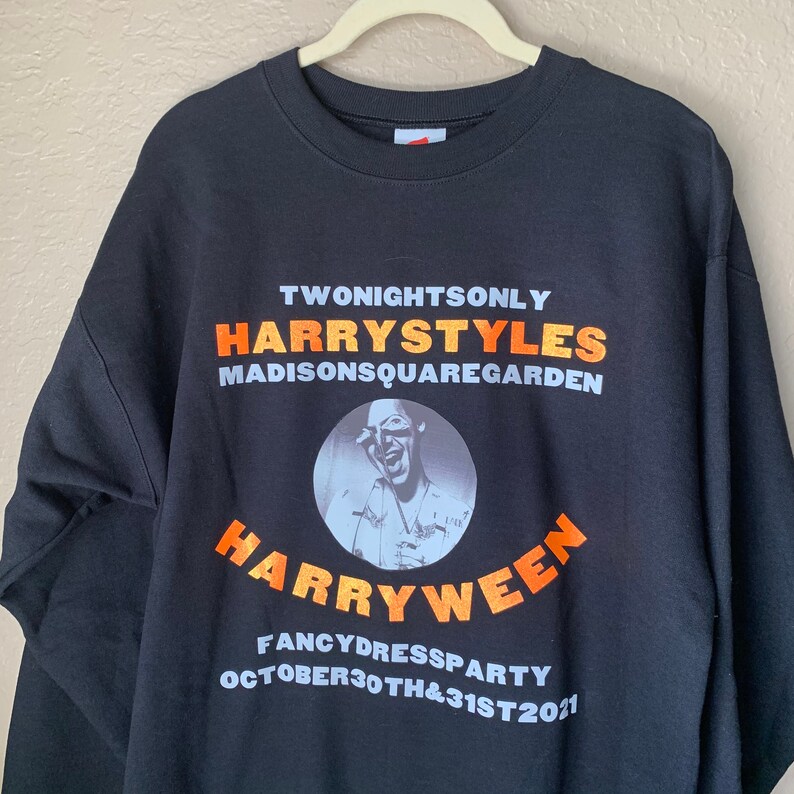 TWONIGHTSONLY
HARRYSTYLES
MADISONSQUAREGARDEN
HARRYWEEN
FANCYDRESSPARTY
OCTOBER30TH&31ST2021